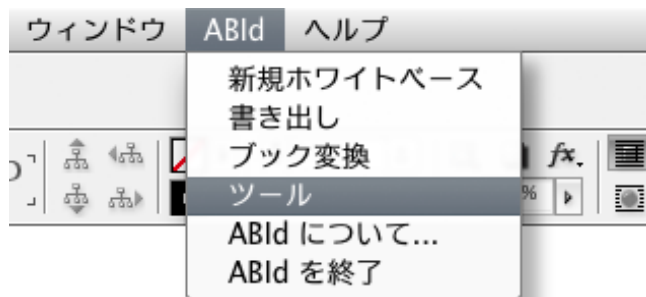 ウィンドウ ABId ヘルプ
新規ホワイトベース
書き出し
ブック変換
ツール
ABId について...
ABId を終了
fx.
%